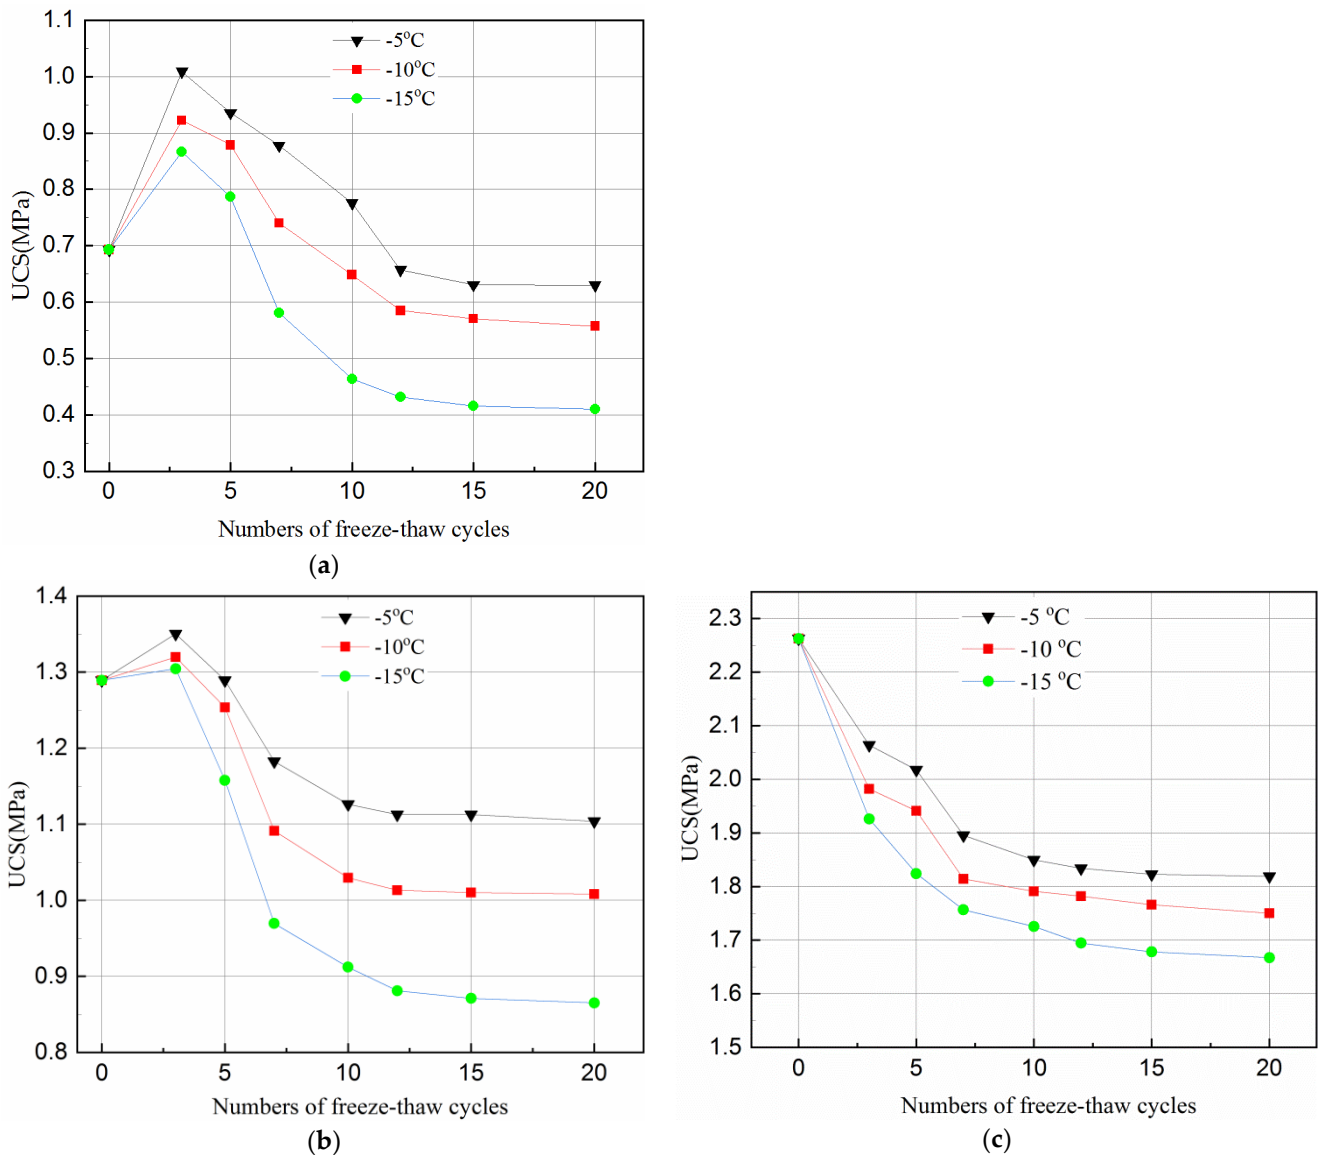 1.1
1.0
0.9
0.8
0.7
0.6
0.5
0.4
0.3
UCS(MPa)
-5°C
-10°C
-15°C
0 5 10 15 20
Numbers of freeze-thaw cycles
(a)
1.4
1.3
1.2
1.1
1.0
0.9
0.8
UCS(MPa)
-5°C
-10°C
-15°C
0 5 10 15 20
Numbers of freeze-thaw cycles
(b)
2.3
2.2
2.1
2.0
1.9
1.8
1.7
1.6
1.5
UCS(MPa)
-5 °C
-10 °C
-15 °C
0 5 10 15 20
Numbers of freeze-thaw cycles
(c)